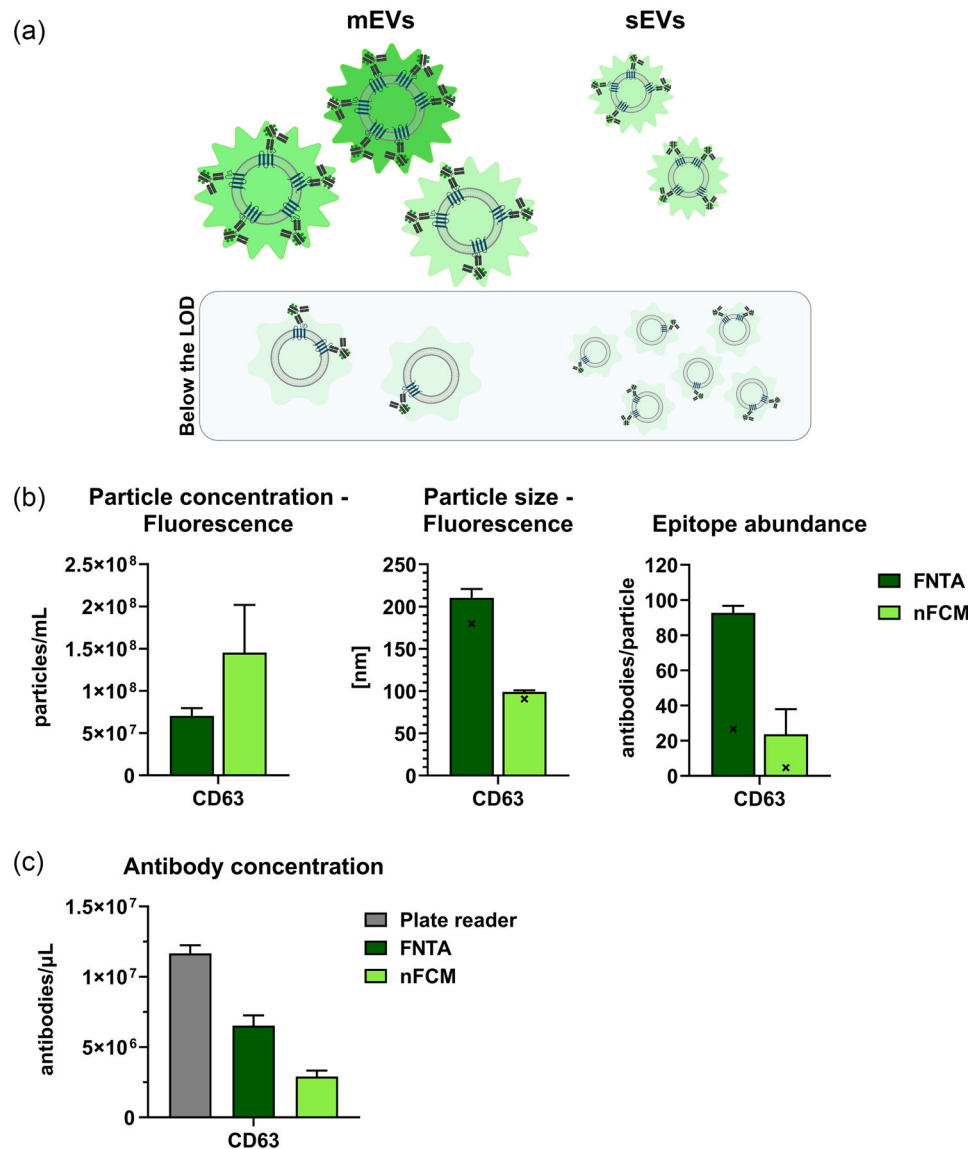 (a)
mEVs
sEVs
Below the LOD
(b)
Particle concentration -
Fluorescence
particles/mL
2.5×10⁸
2×10⁸
1.5×10⁸
1×10⁸
5×10⁷
0
CD63
Particle size -
Fluorescence
[nm]
250
200
150
100
50
0
CD63
Epitope abundance
antibodies/particle
120
100
80
60
40
20
0
CD63
FNTA
nFCM
(c)
Antibody concentration
antibodies/µL
1.5×10⁷
1×10⁷
5×10⁶
0
CD63
Plate reader
FNTA
nFCM